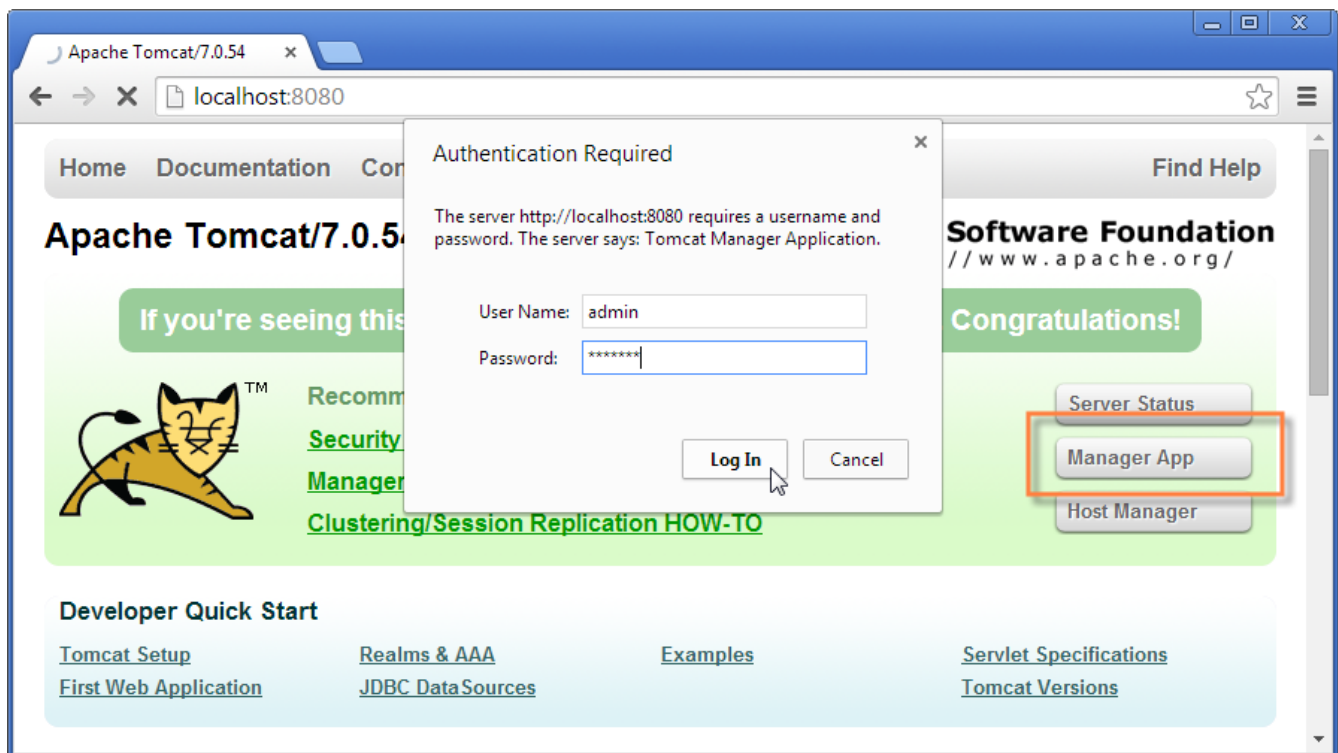 Apache Tomcat/7.0.54
localhost:8080
Home Documentation Con Find Help
Authentication Required
The server http://localhost:8080 requires a username and
password. The server says: Tomcat Manager Application.
Apache Tomcat/7.0.54
Software Foundation
//www.apache.org/
If you're seeing this Congratulations!
User Name: admin
Password: *******
Log In Cancel
TM
Recomm
Security
Manager
Clustering/Session Replication HOW-TO
Server Status
Manager App
Host Manager
Developer Quick Start
Tomcat Setup Realms & AAA Examples Servlet Specifications
First Web Application JDBC DataSources Tomcat Versions